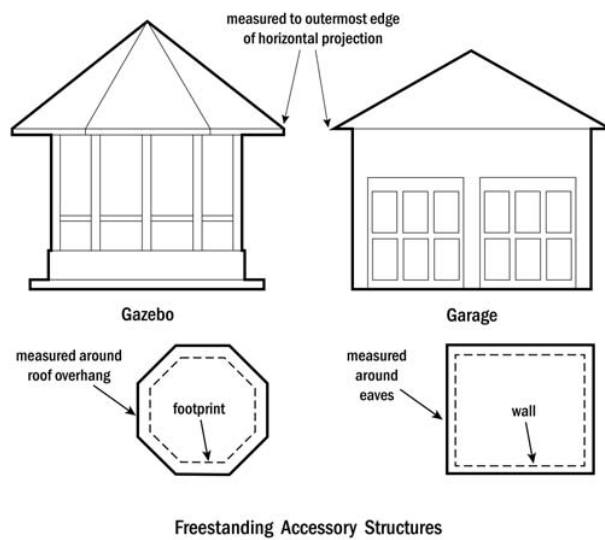 measured to outermost edge
of horizontal projection
Gazebo
Garage
measured around
roof overhang
footprint
measured
around
eaves
wall
Freestanding Accessory Structures